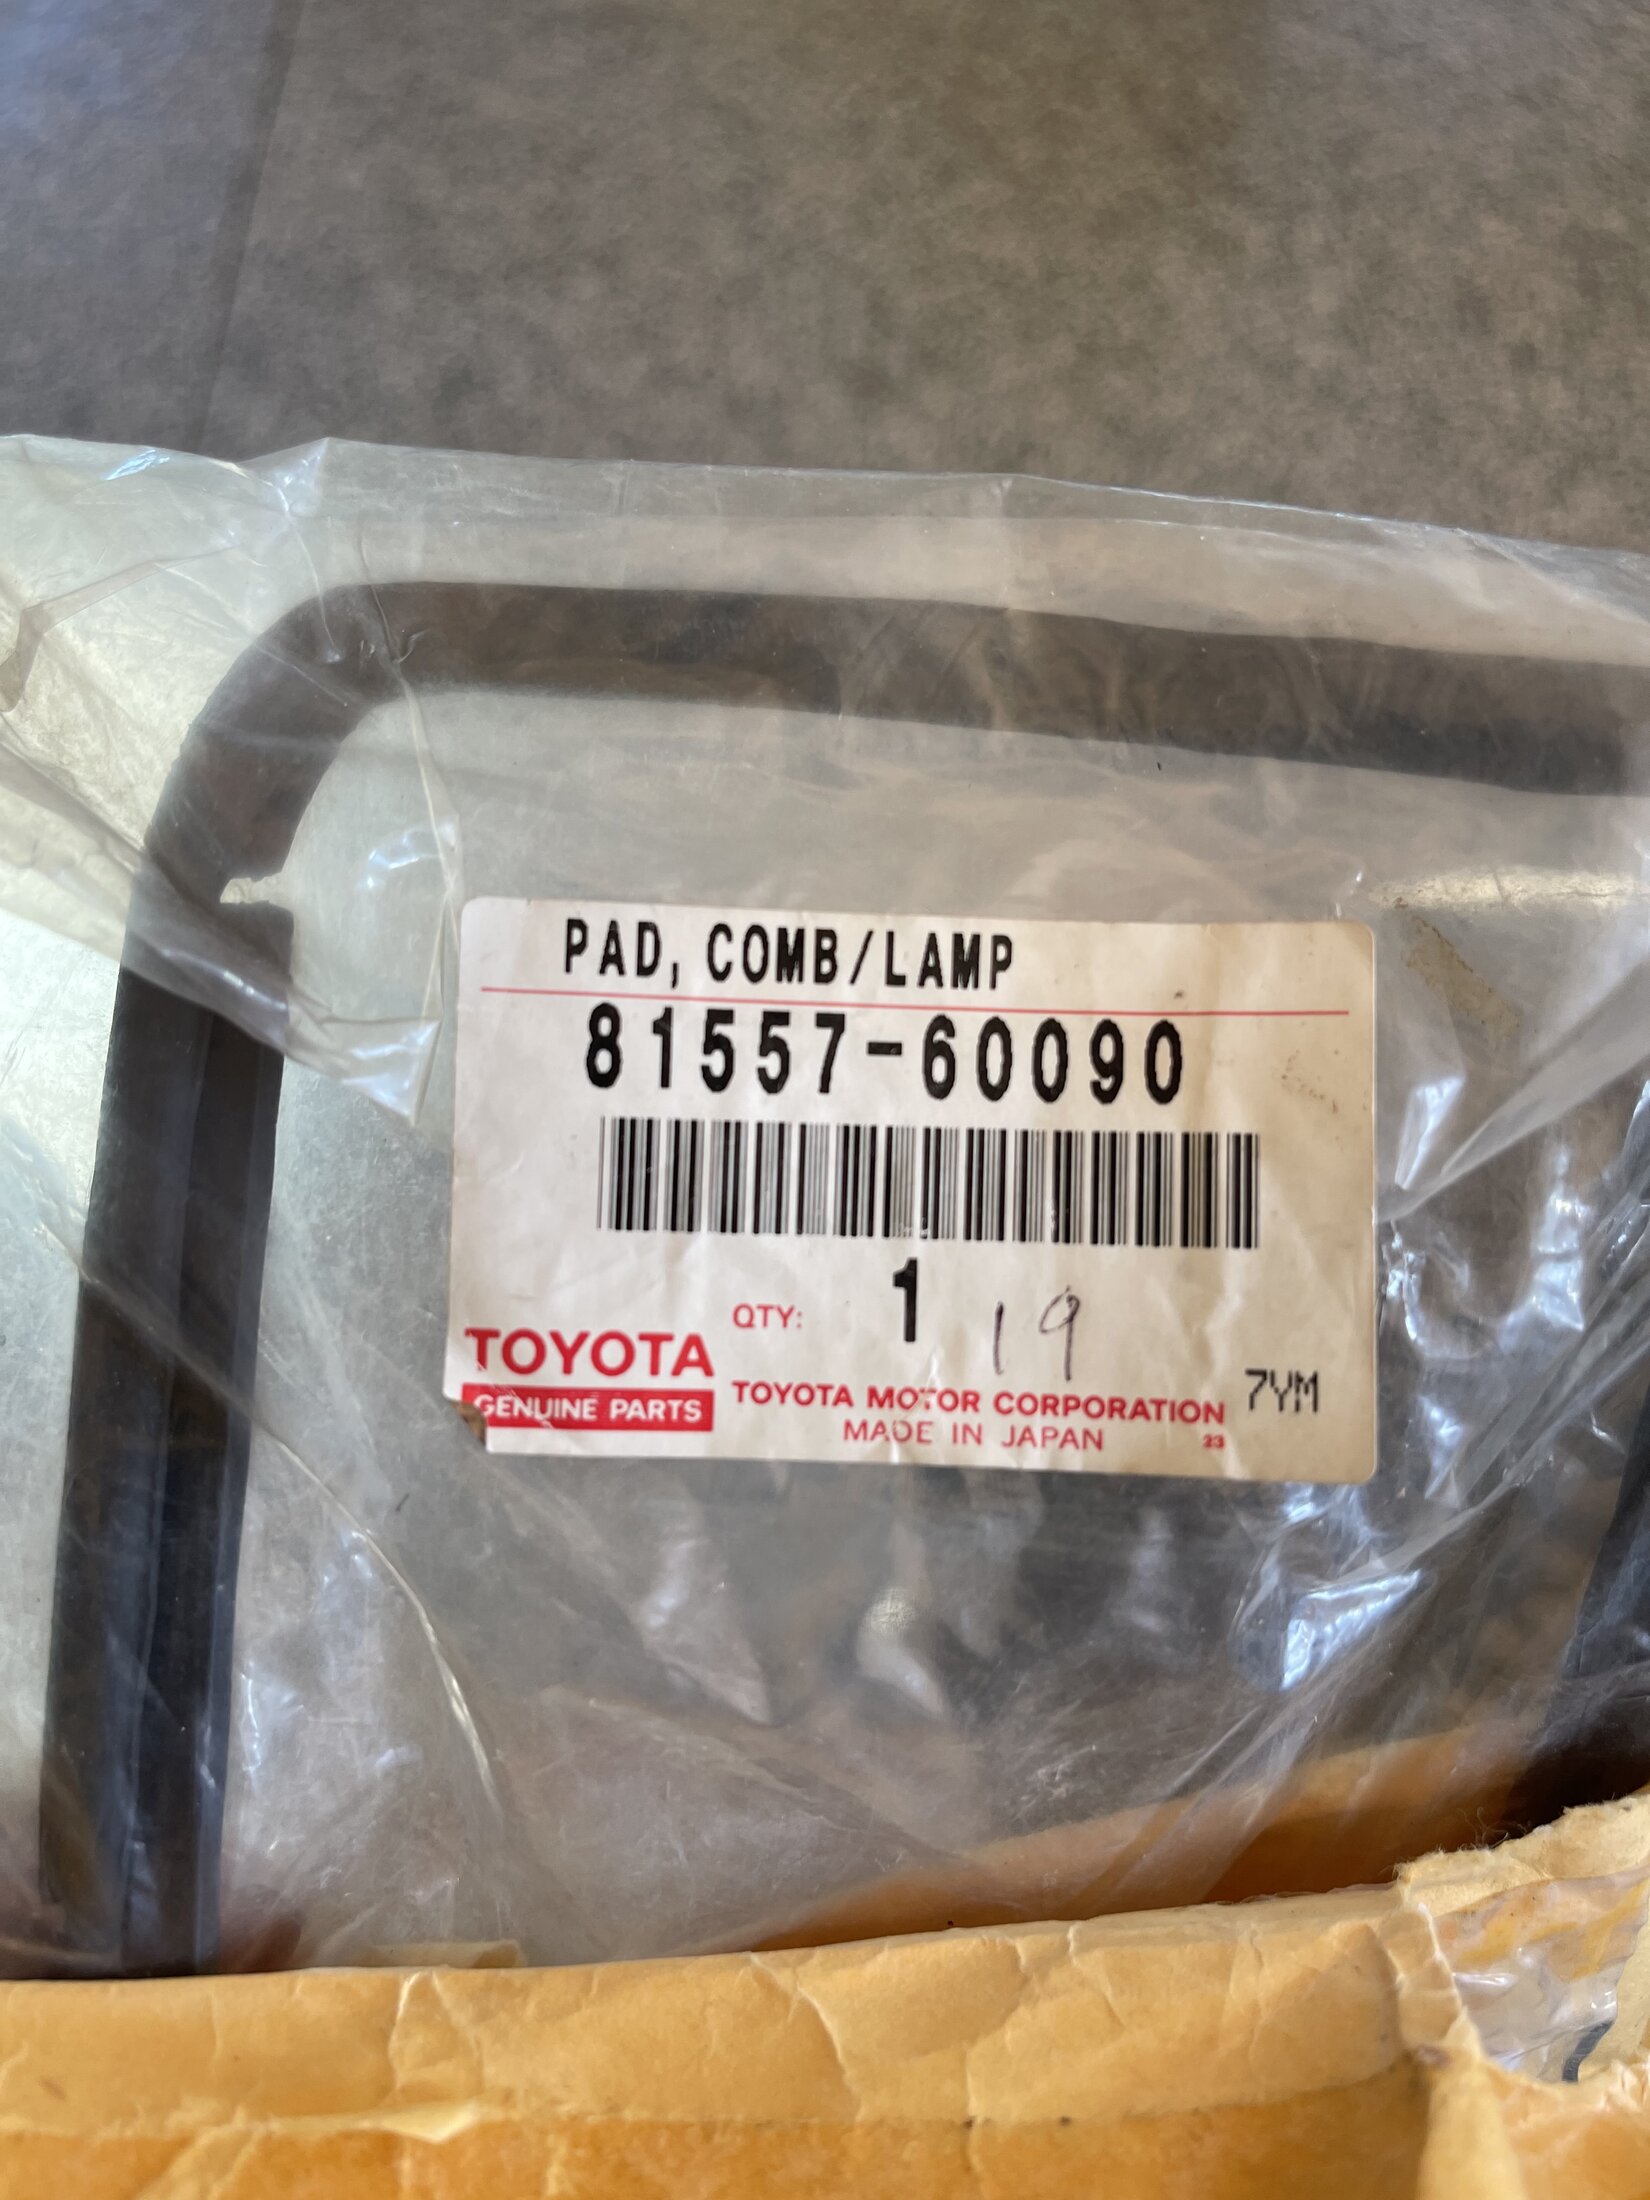 PAD, COMB/LAMP
81557-60090
QTY: 1 19
TOYOTA
GENUINE PARTS
TOYOTA MOTOR CORPORATION 7YM
MADE IN JAPAN 23